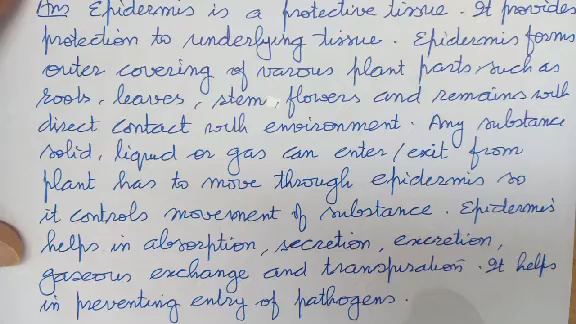 Ans Epidermis is a protective tissue. It provides
protection to underlying tissue. Epidermis forms
outer covering of varous plant parts such as
roots, leaves, stem, flowers and remains with
direct contact with environment. Any substance
solid, liquid or gas can enter/exit from
plant has to move through epidermis so
it controls movement of substance. Epidermis
helps in absorption, secretion, excretion,
gaseous exchange and transpiration. It helps
in preventing entry of pathogens.